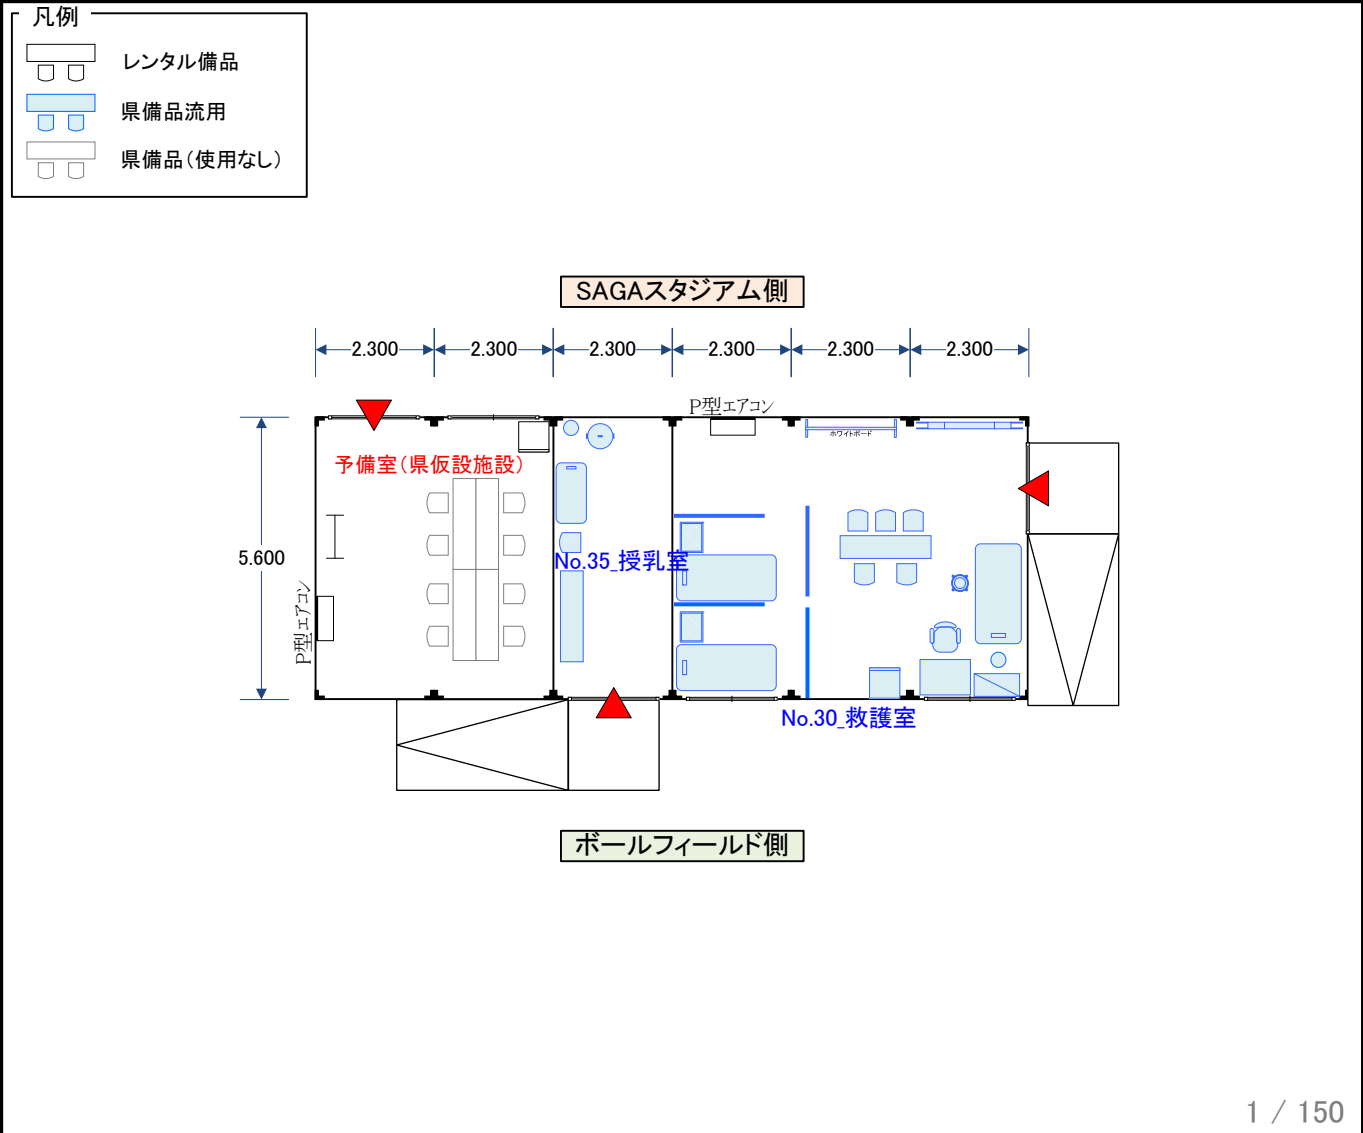 凡例
レンタル備品
県備品流用
県備品(使用なし)
SAGAスタジアム側
2.300
2.300
2.300
2.300
2.300
2.300
P型エアコン
ホワイトボード
予備室(県仮設施設)
5.600
No.35_授乳室
P型エアコン
No.30_救護室
ボールフィールド側
1 / 150